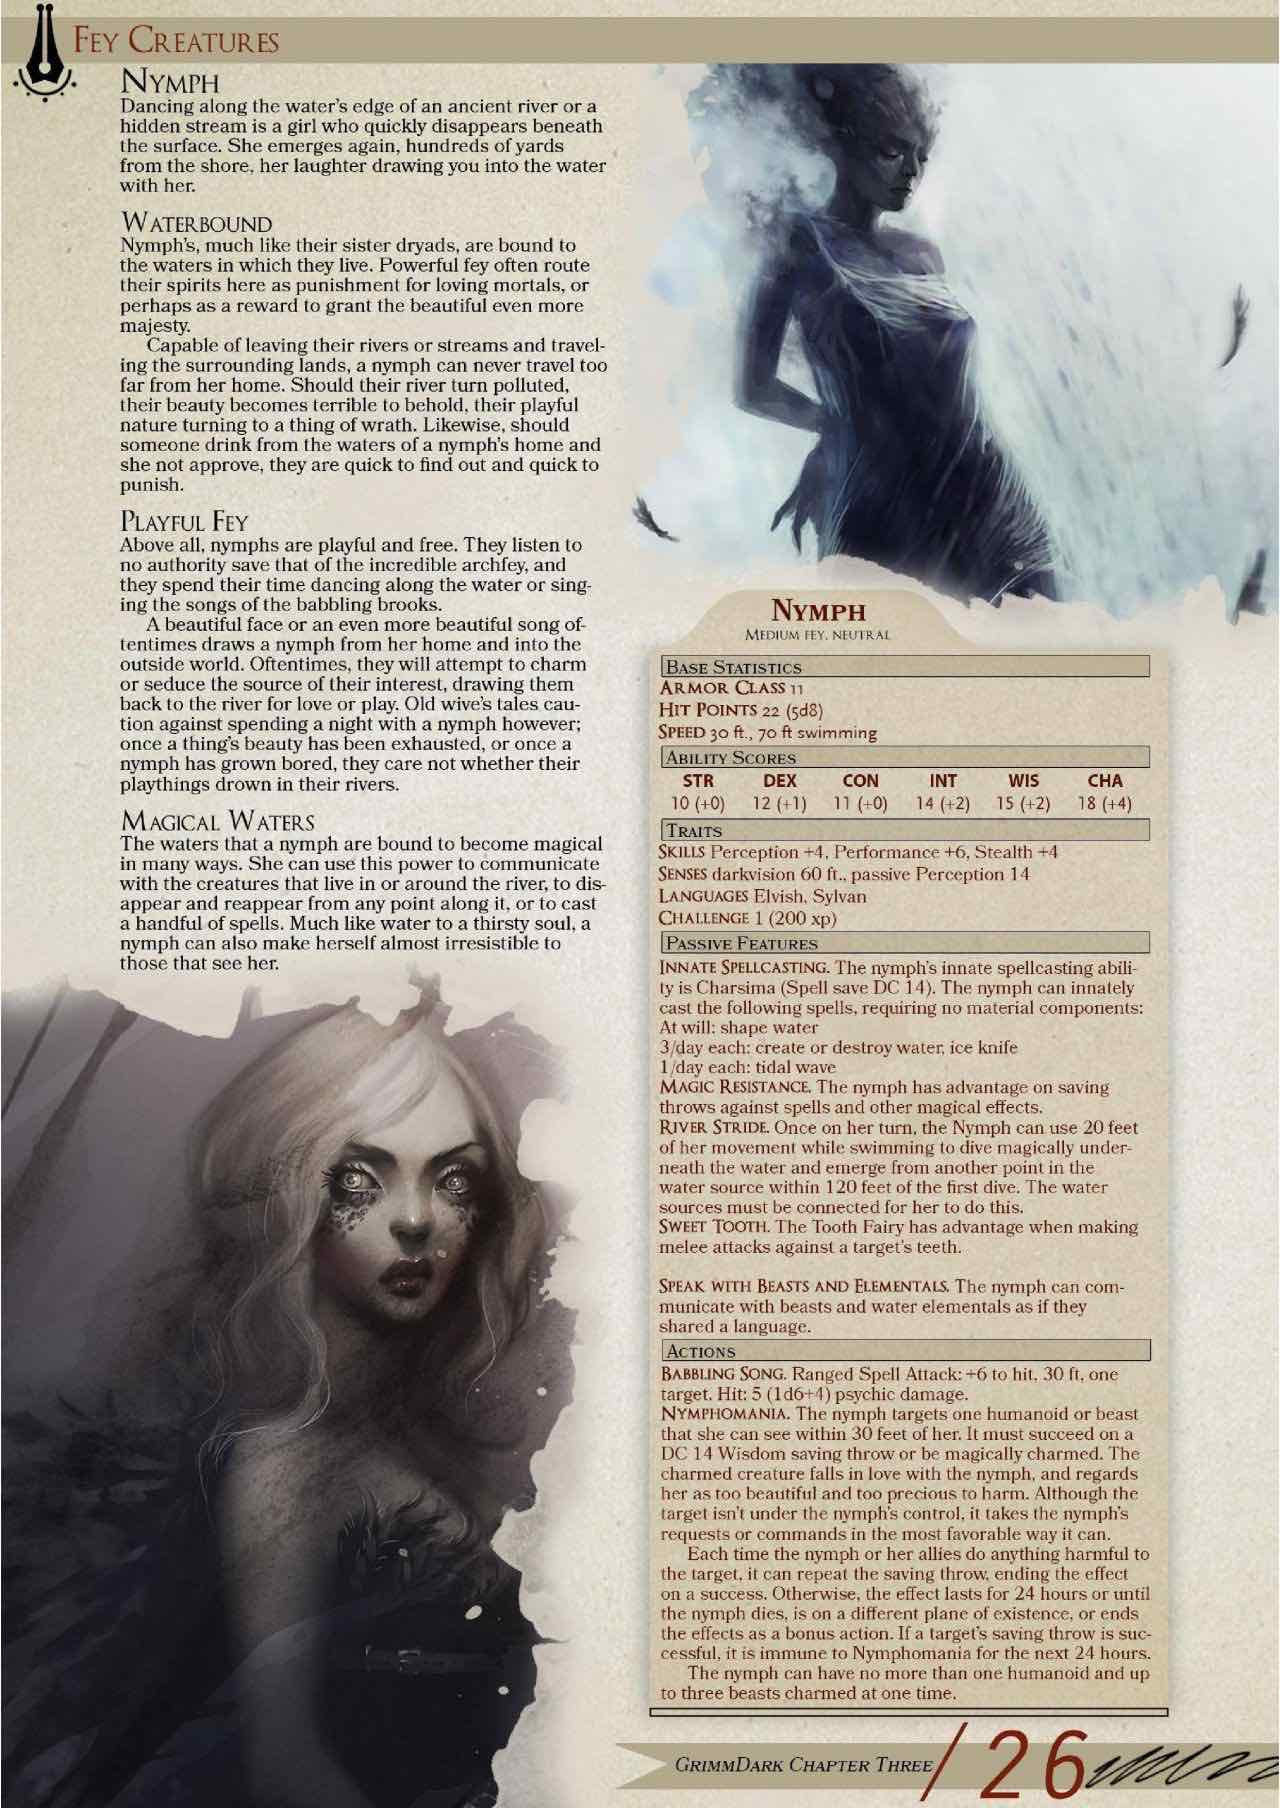 Fey Creatures
Nymph
Dancing along the water's edge of an ancient river or a
hidden stream is a girl who quickly disappears beneath
the surface. She emerges again, hundreds of yards
from the shore, her laughter drawing you into the water
with her.
Waterbound
Nymph's, much like their sister dryads, are bound to
the waters in which they live. Powerful fey often route
their spirits here as punishment for loving mortals, or
perhaps as a reward to grant the beautiful even more
majesty.
Capable of leaving their rivers or streams and travel-
ing the surrounding lands, a nymph can never travel too
far from her home. Should their river turn polluted,
their beauty becomes terrible to behold, their playful
nature turning to a thing of wrath. Likewise, should
someone drink from the waters of a nymph's home and
she not approve, they are quick to find out and quick to
punish.
Playful Fey
Above all, nymphs are playful and free. They listen to
no authority save that of the incredible archfey, and
they spend their time dancing along the water or sing-
ing the songs of the babbling brooks.
A beautiful face or an even more beautiful song of-
tentimes draws a nymph from her home and into the
outside world. Oftentimes, they will attempt to charm
or seduce the source of their interest, drawing them
back to the river for love or play. Old wive's tales cau-
tion against spending a night with a nymph however;
once a thing's beauty has been exhausted, or once a
nymph has grown bored, they care not whether their
playthings drown in their rivers.
Magical Waters
The waters that a nymph are bound to become magical
in many ways. She can use this power to communicate
with the creatures that live in or around the river, to dis-
appear and reappear from any point along it, or to cast
a handful of spells. Much like water to a thirsty soul, a
nymph can also make herself almost irresistible to
those that see her.
Nymph
Medium fey, neutral
Base Statistics
Armor Class 11
Hit Points 22 (5d8)
Speed 30 ft., 70 ft swimming
Ability Scores
STR DEX CON INT WIS CHA
10 (+0) 12 (+1) 11 (+0) 14 (+2) 15 (+2) 18 (+4)
Traits
Skills Perception +4, Performance +6, Stealth +4
Senses darkvision 60 ft., passive Perception 14
Languages Elvish, Sylvan
Challenge 1 (200 xp)
Passive Features
Innate Spellcasting. The nymph's innate spellcasting abili-
ty is Charsima (Spell save DC 14). The nymph can innately
cast the following spells, requiring no material components:
At will: shape water
3/day each: create or destroy water, ice knife
1/day each: tidal wave
Magic Resistance. The nymph has advantage on saving
throws against spells and other magical effects.
River Stride. Once on her turn, the Nymph can use 20 feet
of her movement while swimming to dive magically under-
neath the water and emerge from another point in the
water source within 120 feet of the first dive. The water
sources must be connected for her to do this.
Sweet Tooth. The Tooth Fairy has advantage when making
melee attacks against a target's teeth.
Speak with Beasts and Elementals. The nymph can com-
municate with beasts and water elementals as if they
shared a language.
Actions
Babbling Song. Ranged Spell Attack: +6 to hit, 30 ft, one
target. Hit: 5 (1d6+4) psychic damage.
Nymphomania. The nymph targets one humanoid or beast
that she can see within 30 feet of her. It must succeed on a
DC 14 Wisdom saving throw or be magically charmed. The
charmed creature falls in love with the nymph, and regards
her as too beautiful and too precious to harm. Although the
target isn't under the nymph's control, it takes the nymph's
requests or commands in the most favorable way it can.
Each time the nymph or her allies do anything harmful to
the target, it can repeat the saving throw, ending the effect
on a success. Otherwise, the effect lasts for 24 hours or until
the nymph dies, is on a different plane of existence, or ends
the effects as a bonus action. If a target's saving throw is suc-
cessful, it is immune to Nymphomania for the next 24 hours.
The nymph can have no more than one humanoid and up
to three beasts charmed at one time.
GrimmDark Chapter Three /26